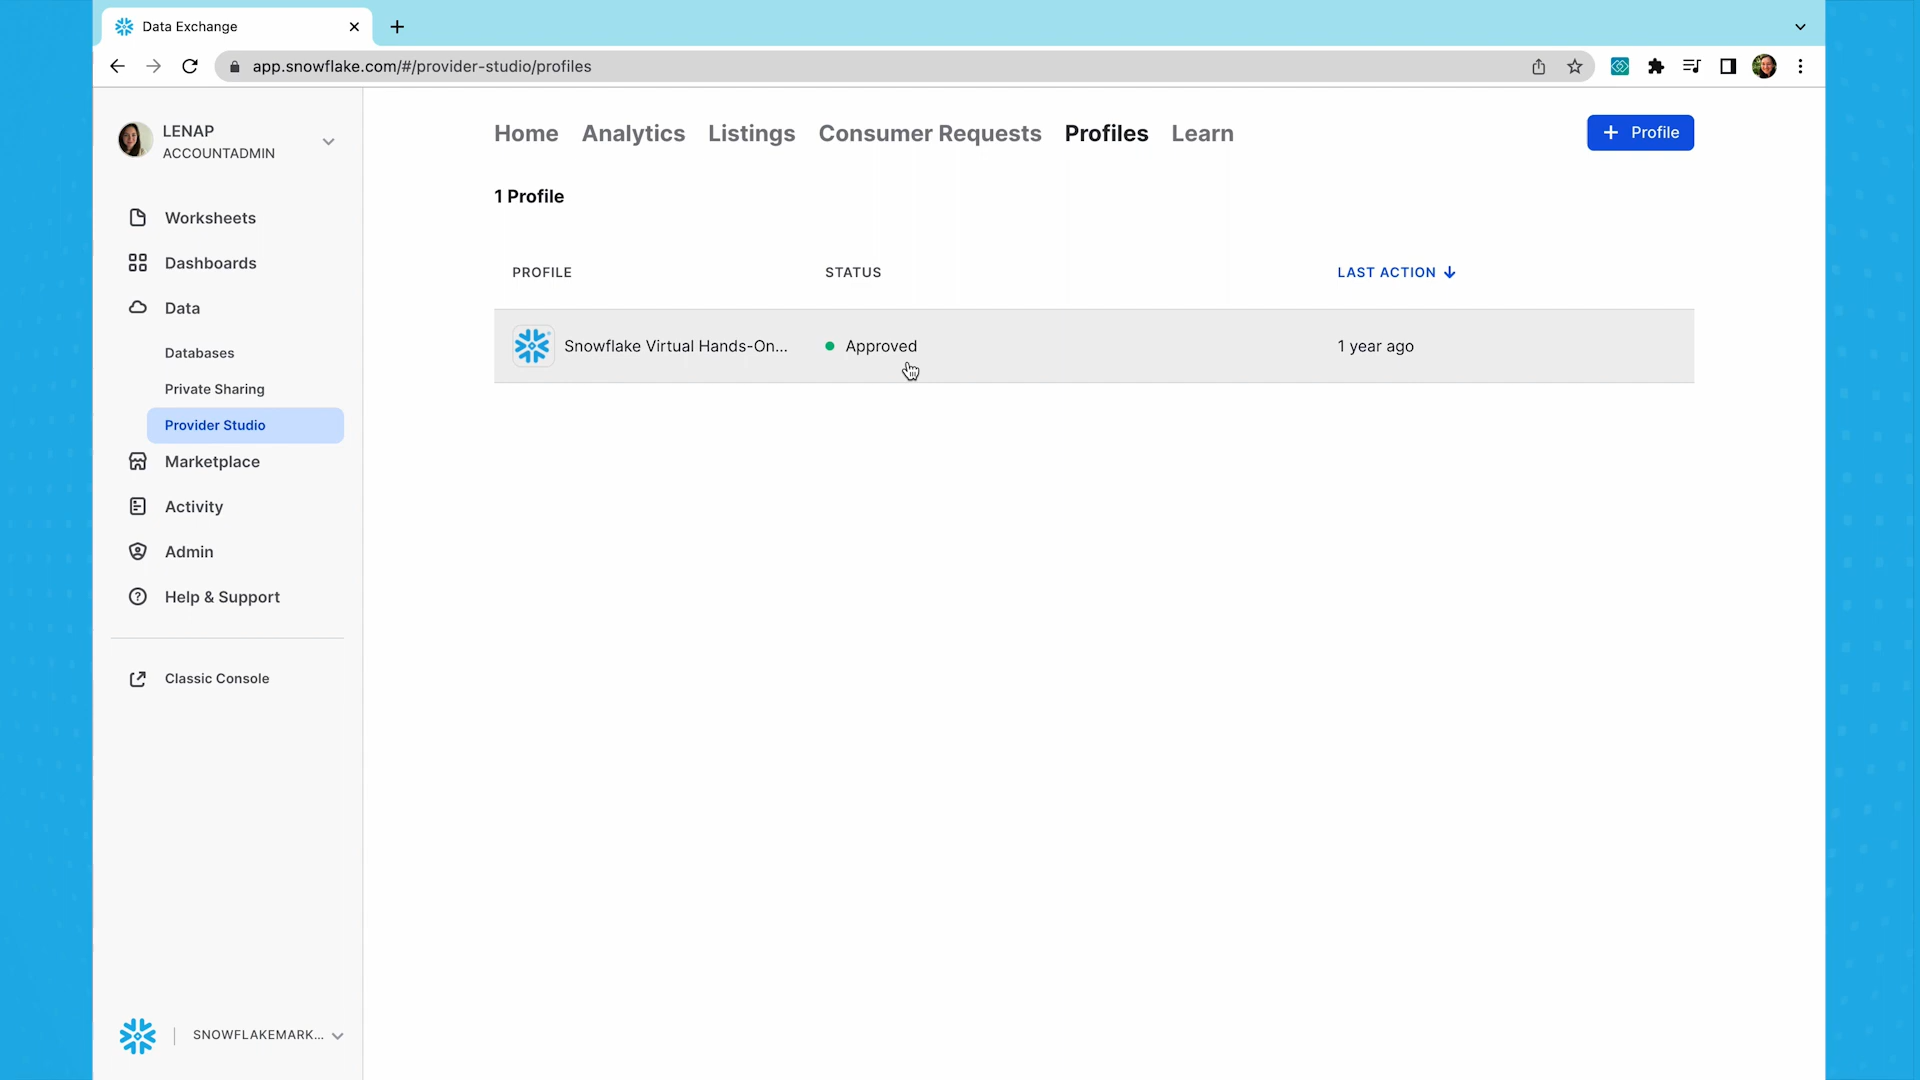 Data Exchange
app.snowflake.com/#/provider-studio/profiles
LENAP
ACCOUNTADMIN
Worksheets
Dashboards
Data
Databases
Private Sharing
Provider Studio
Marketplace
Activity
Admin
Help & Support
Classic Console
SNOWFLAKEMARK...
Home Analytics Listings Consumer Requests Profiles Learn
+ Profile
1 Profile
PROFILE STATUS LAST ACTION
Snowflake Virtual Hands-On... Approved 1 year ago